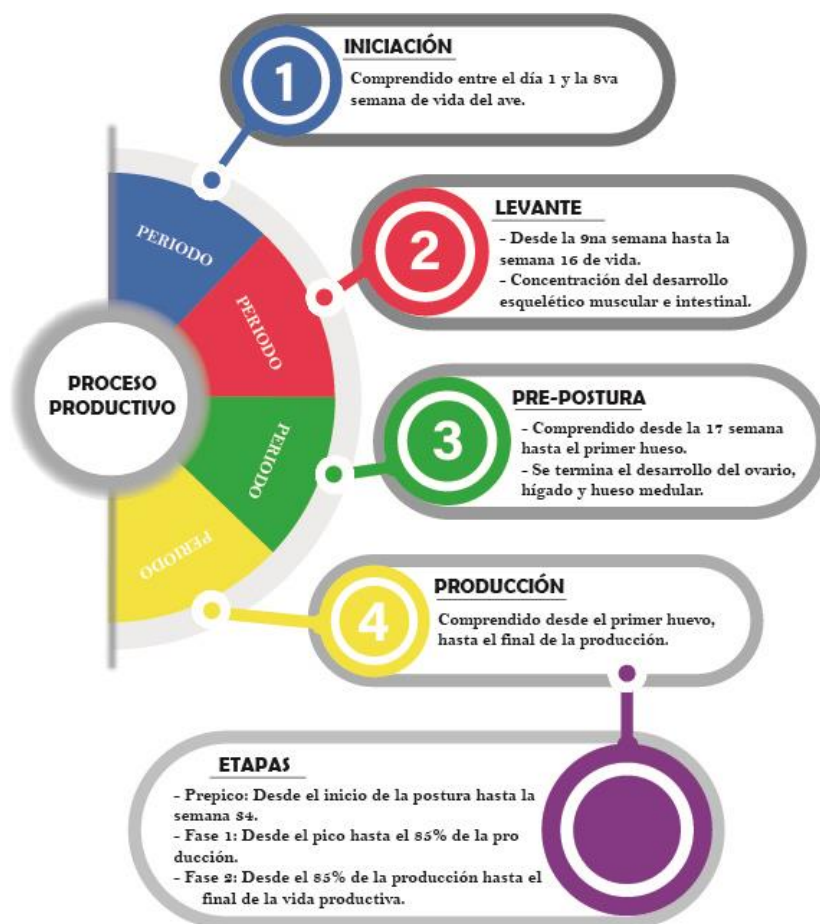 1
INICIACIÓN
Comprendido entre el día 1 y la 8va
semana de vida del ave.
PERIODO
2
LEVANTE
- Desde la 9na semana hasta la
semana 16 de vida.
- Concentración del desarrollo
esquelético muscular e intestinal.
PERIODO
PROCESO
PRODUCTIVO
3
PRE-POSTURA
- Comprendido desde la 17 semana
hasta el primer hueso.
- Se termina el desarrollo del ovario,
hígado y hueso medular.
PERIODO
4
PRODUCCIÓN
Comprendido desde el primer huevo,
hasta el final de la producción.
PERIODO
ETAPAS
- Prepico: Desde el inicio de la postura hasta la
semana 34.
- Fase 1: Desde el pico hasta el 85% de la pro
ducción.
- Fase 2: Desde el 85% de la producción hasta el
final de la vida productiva.